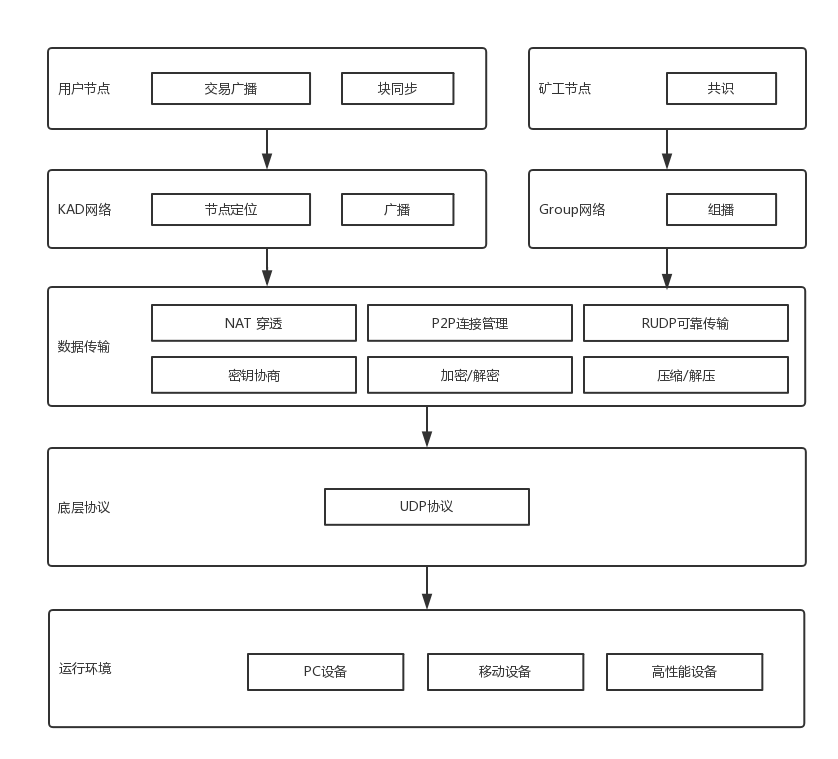 用户节点
交易广播
块同步
矿工节点
共识
KAD网络
节点定位
广播
Group网络
组播
数据传输
NAT 穿透
P2P连接管理
RUDP可靠传输
密钥协商
加密/解密
压缩/解压
底层协议
UDP协议
运行环境
PC设备
移动设备
高性能设备